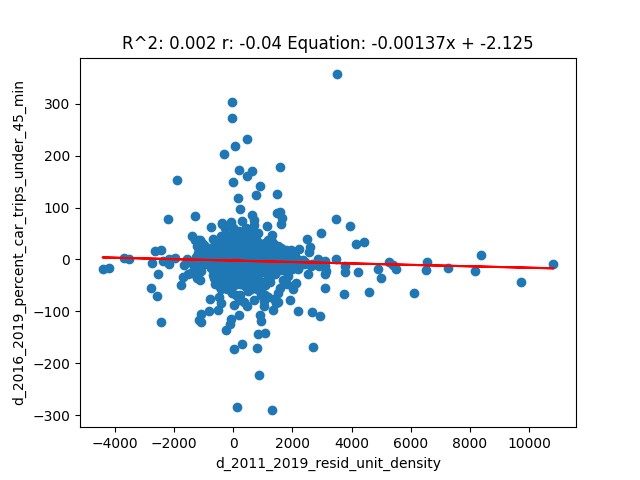 R^2: 0.002 r: -0.04 Equation: -0.00137x + -2.125
d_2016_2019_percent_car_trips_under_45_min
300
200
100
0
−100
−200
−300
−4000 −2000 0 2000 4000 6000 8000 10000
d_2011_2019_resid_unit_density